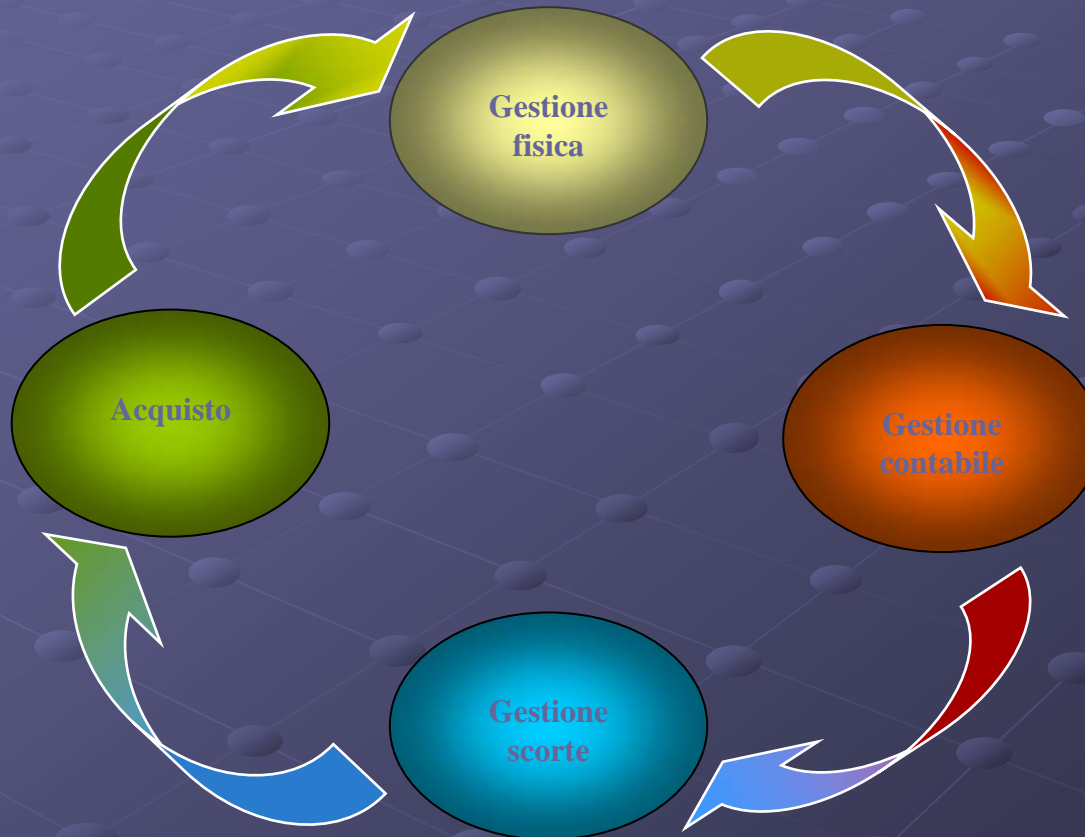 Gestione
fisica
Acquisto
Gestione
contabile
Gestione
scorte